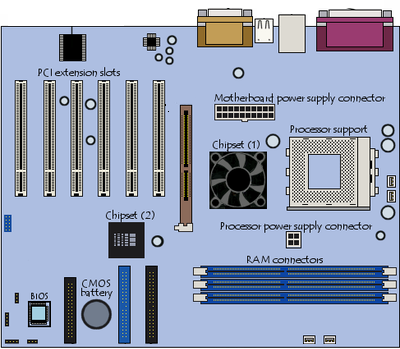 PCI extension slots
Motherboard power supply connector
Processor support
Chipset (1)
Chipset (2)
Processor power supply connector
RAM connectors
CMOS
battery
BIOS